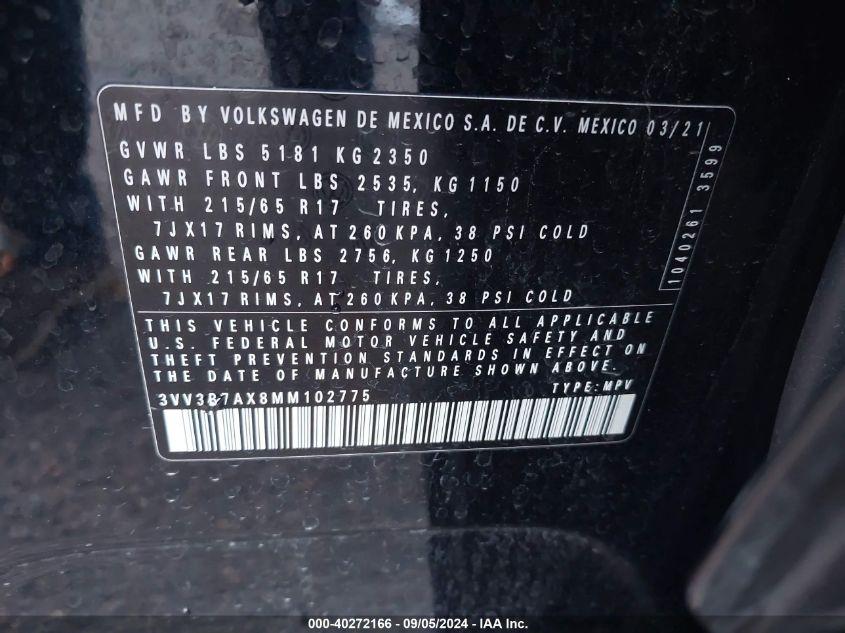 MFD BY VOLKSWAGEN DE MEXICO S.A. DE C.V. MEXICO 03/21
GVWR LBS 5181 KG 2350
GAWR FRONT LBS 2535, KG 1150
WITH 215/65 R17 TIRES,
7JX17 RIMS, AT 260 KPA, 38 PSI COLD
GAWR REAR LBS 2756, KG 1250
WITH 215/65 R17 TIRES,
7JX17 RIMS, AT 260 KPA, 38 PSI COLD
1040261 3599
THIS VEHICLE CONFORMS TO ALL APPLICABLE
U.S. FEDERAL MOTOR VEHICLE SAFETY AND
THEFT PREVENTION STANDARDS IN EFFECT ON
THE DATE OF MANUFACTURE SHOWN ABOVE.
3VV3B7AX8MM102775 TYPE: MPV
000-40272166 - 09/05/2024 - IAA Inc.